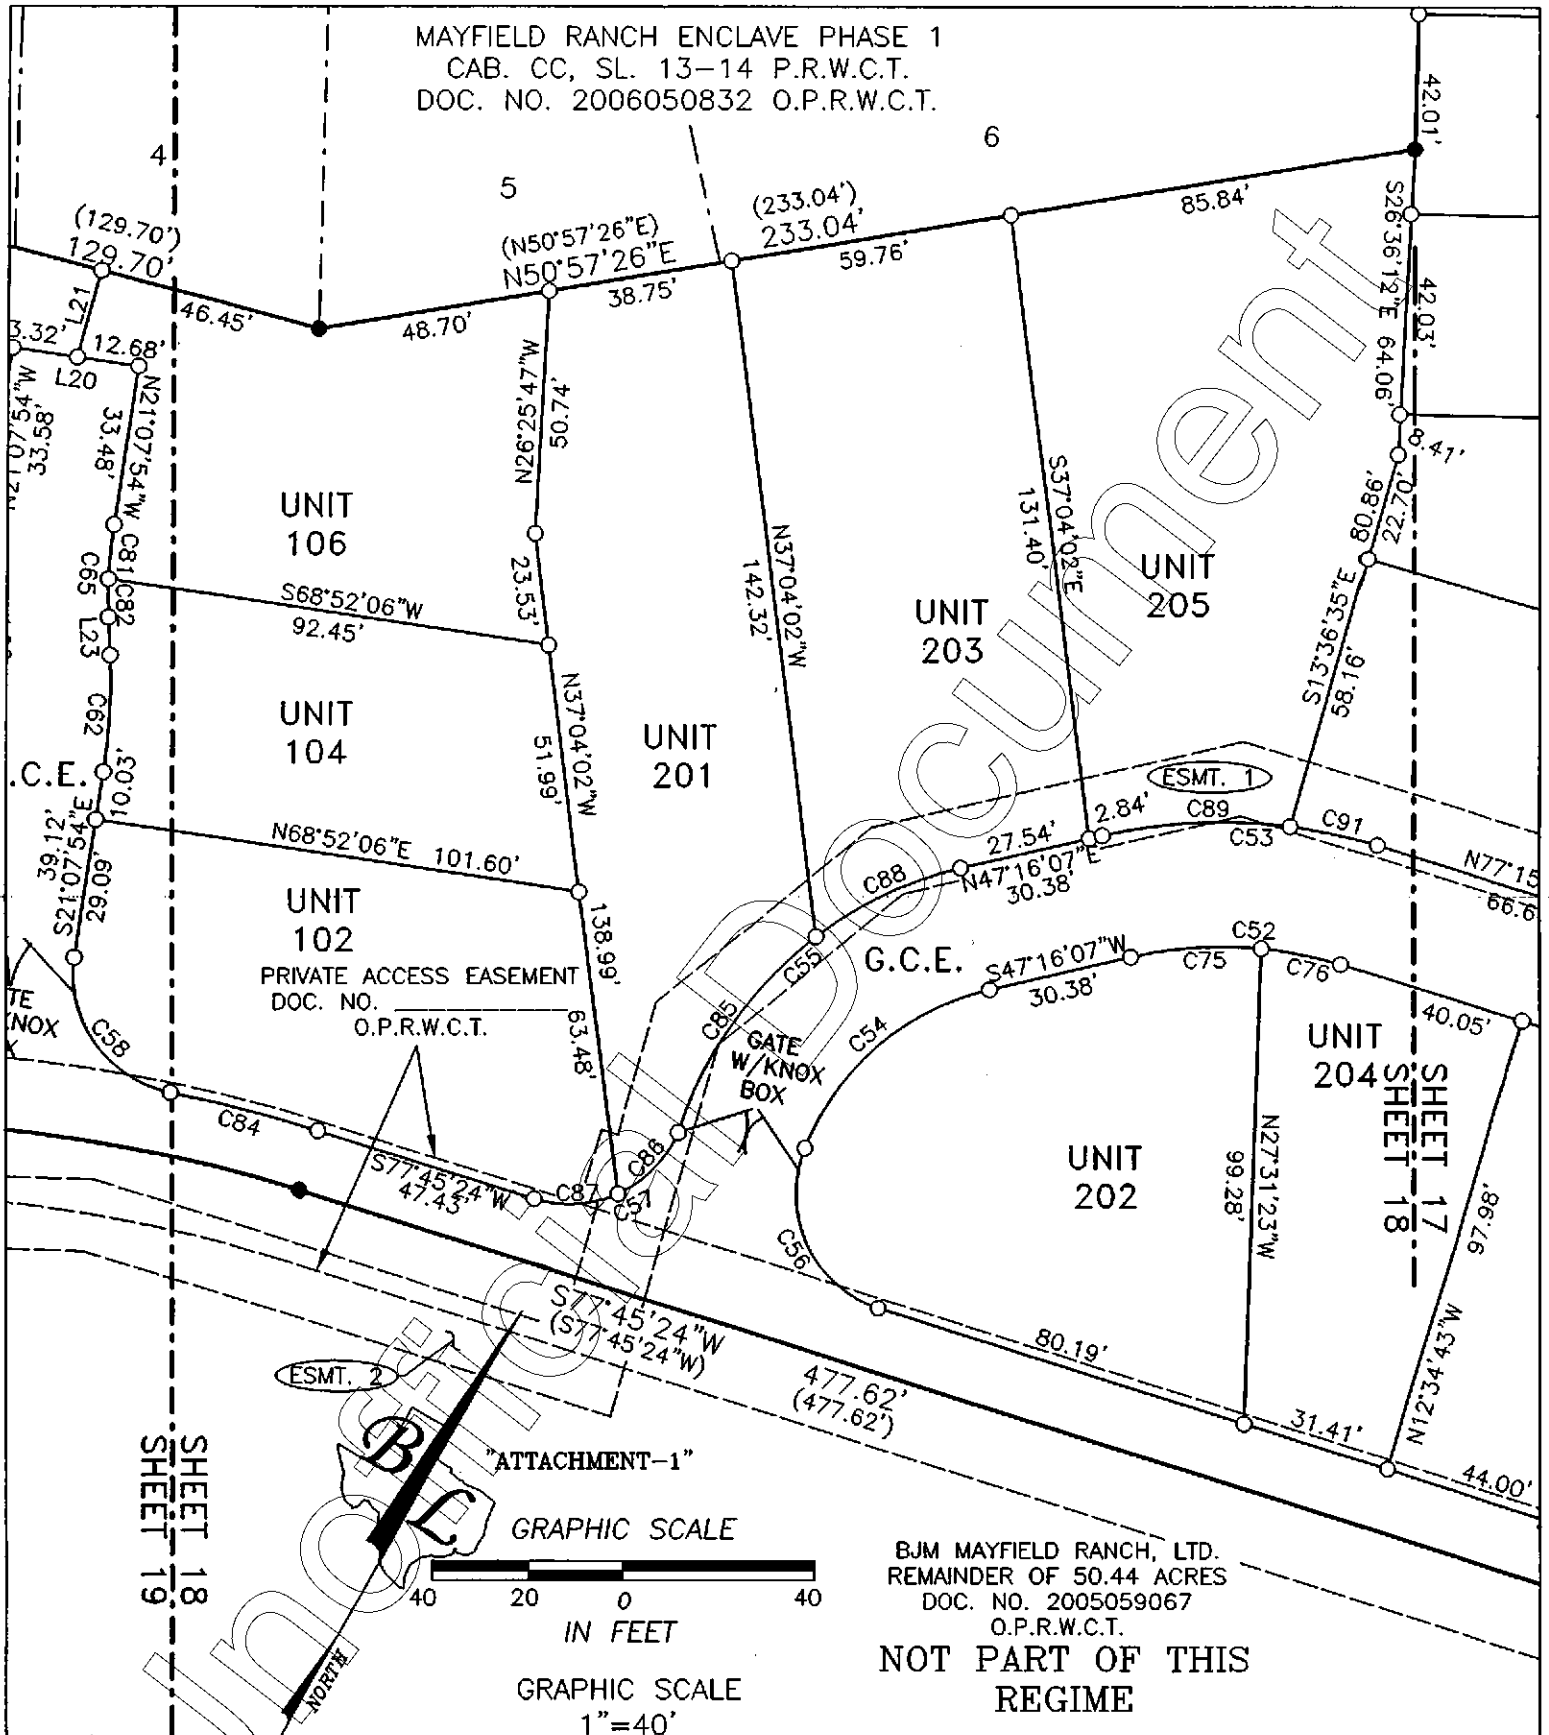 MAYFIELD RANCH ENCLAVE PHASE 1
CAB. CC, SL. 13-14 P.R.W.C.T.
DOC. NO. 2006050832 O.P.R.W.C.T.
4
5
6
42.01'
(129.70')
129.70'
46.45'
L21
3.32'
12.68'
L20
48.70'
(N50°57'26"E)
N50°57'26"E
38.75'
(233.04')
233.04'
59.76'
85.84'
S26°36'12"E 64.06'
42.03'
8.41'
80.86'
22.70'
N21°07'54"W
33.58'
N21°07'54"W
33.48'
C81
C65
C82
L23
C62
10.03'
N26°25'47"W
50.74'
23.53'
UNIT
106
S68°52'06"W
92.45'
UNIT
104
N37°04'02"W
51.99'
UNIT
201
N37°04'02"W
142.32'
UNIT
203
S37°04'02"E
131.40'
UNIT
205
S13°36'35"E
58.16'
.C.E.
S21°07'54"E
39.12'
29.09'
N68°52'06"E 101.60'
UNIT
102
138.99'
63.48'
ESMT. 1
2.84'
C89
C53
C91
N77°15
66.6
27.54'
N47°16'07"E
30.38'
C88
C55
C85
G.C.E.
S47°16'07"W
30.38'
C52
C75
C76
40.05'
C54
PRIVATE ACCESS EASEMENT
DOC. NO.
O.P.R.W.C.T.
TE
KNOX
C58
C84
S77°45'24"W
47.43'
C87
C86
C57
GATE
W/KNOX
BOX
C56
UNIT
202
N27°31'23"W
99.28'
UNIT
204
SHEET 17
SHEET 18
97.98'
N12°34'43"W
80.19'
31.41'
44.00'
S77°45'24"W
(S77°45'24"W)
477.62'
(477.62')
ESMT. 2
SHEET 18
SHEET 19
B
L
NORTH
"ATTACHMENT-1"
GRAPHIC SCALE
40 20 0 40
IN FEET
GRAPHIC SCALE
1"=40'
BJM MAYFIELD RANCH, LTD.
REMAINDER OF 50.44 ACRES
DOC. NO. 2005059067
O.P.R.W.C.T.
NOT PART OF THIS
REGIME
Unofficial Document